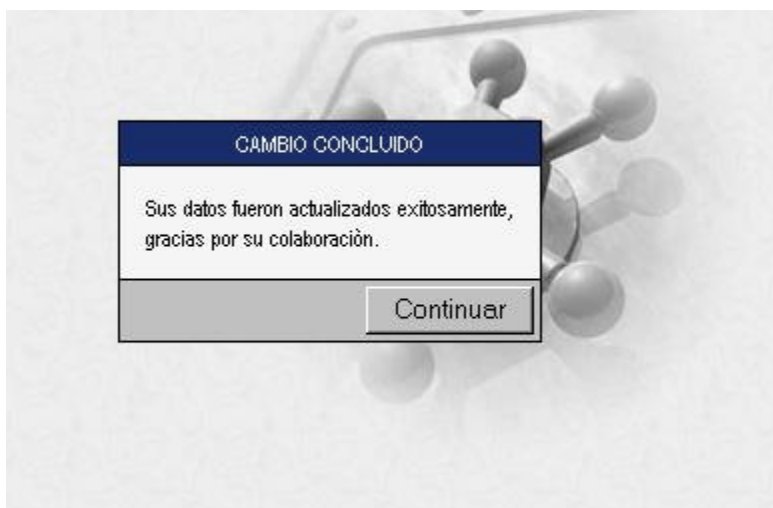 CAMBIO CONCLUIDO
Sus datos fueron actualizados exitosamente,
gracias por su colaboraciòn.
Continuar